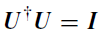 U†U = I